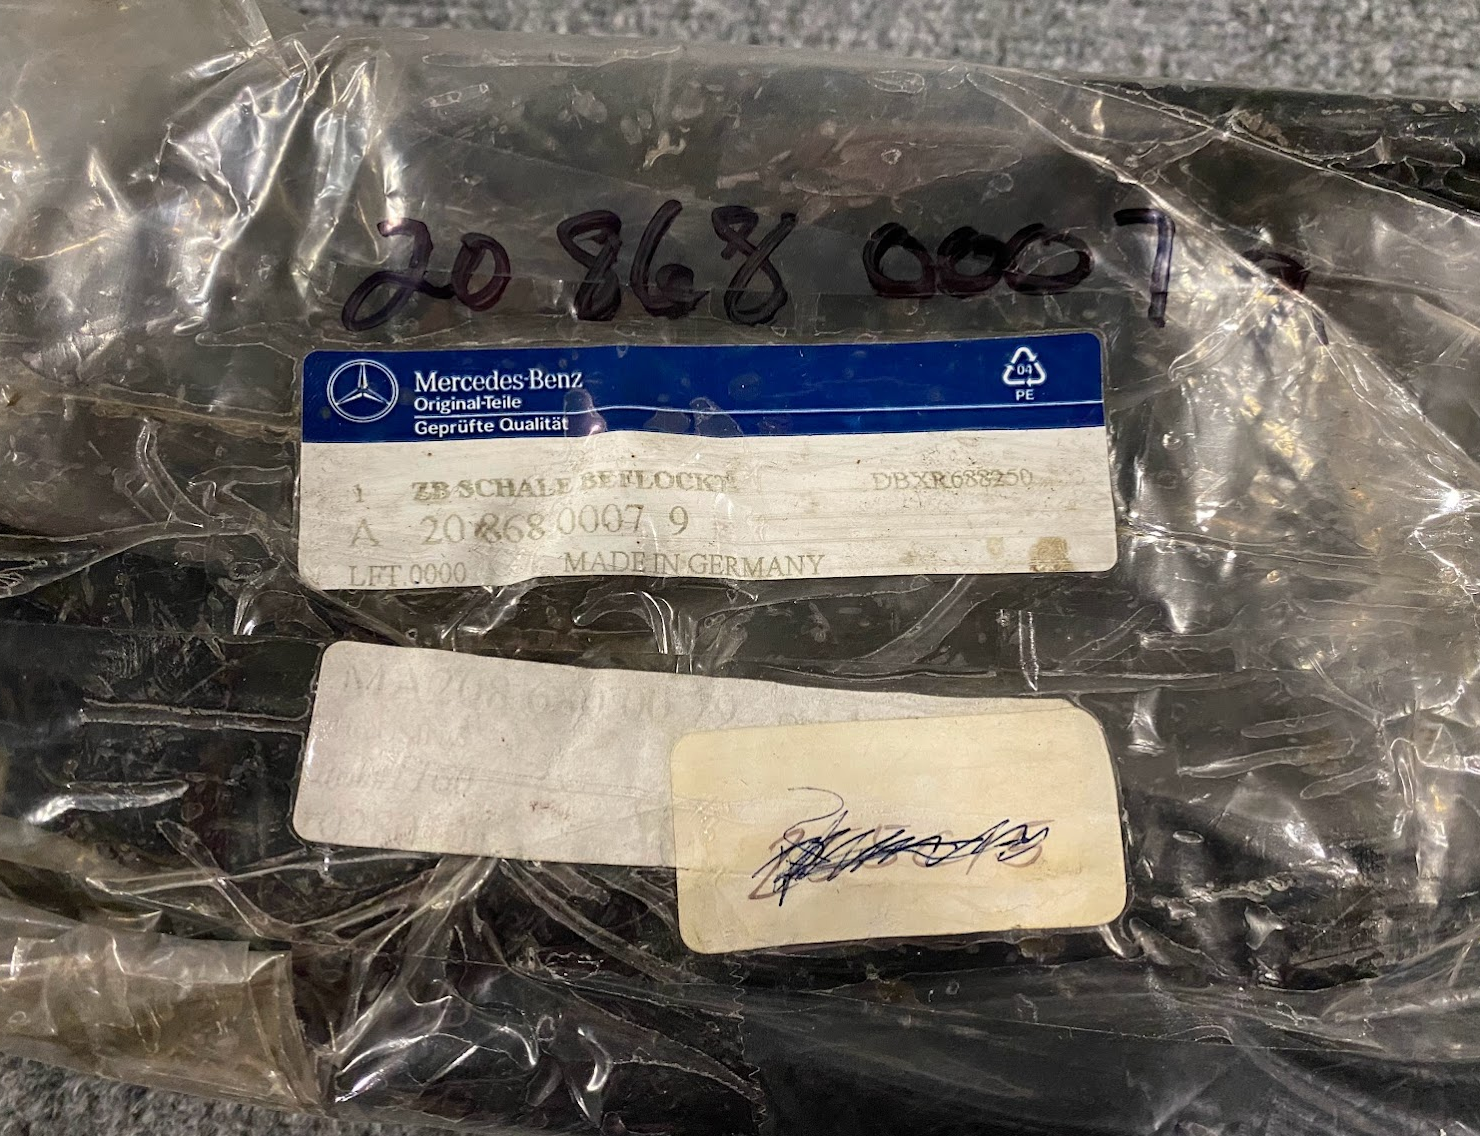 20 868 0007 9
Mercedes-Benz
Original-Teile
Geprüfte Qualität
04
PE
1 ZB SCHALE BEFLOCKT DBXR688250
A 20 868 0007 9
LFT.0000 MADE IN GERMANY